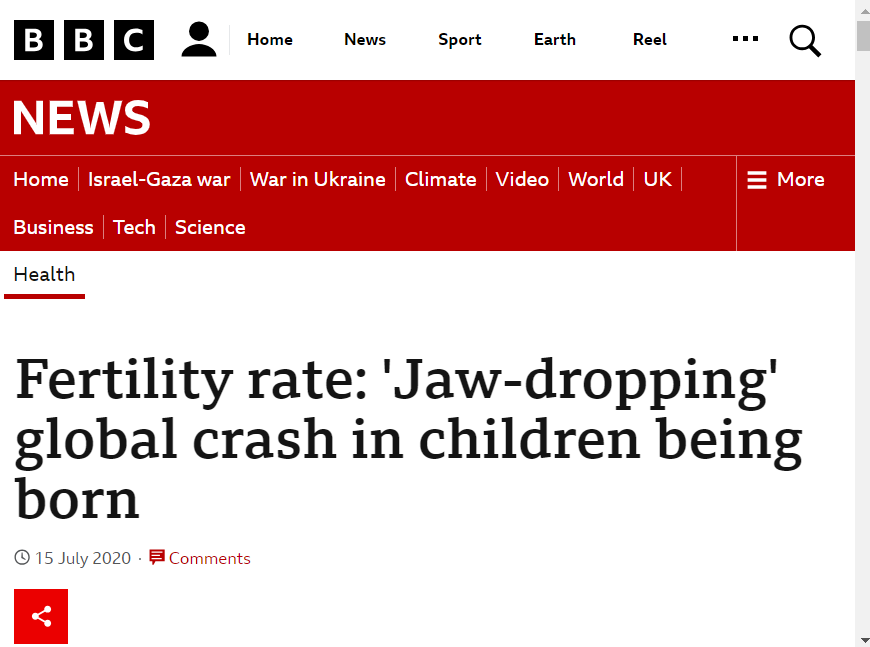 BBC Home News Sport Earth Reel ...
NEWS
Home Israel-Gaza war War in Ukraine Climate Video World UK More
Business Tech Science
Health
Fertility rate: 'Jaw-dropping'
global crash in children being
born
15 July 2020 · Comments